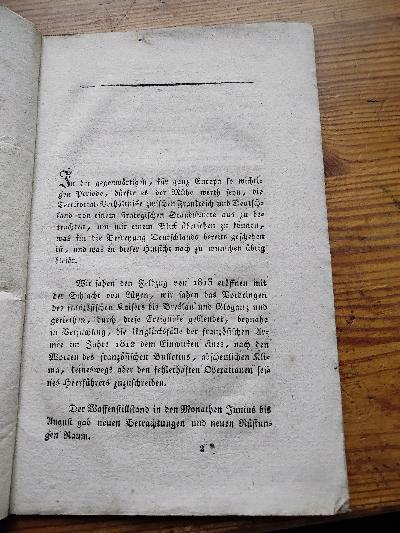 In der gegenwärtigen, für ganz Europa so wichti-
gen Periode, dürfte es der Mühe werth seyn, die
Territorial-Verhältnisse zwischen Frankreich und Deutsch-
land von einem strategischen Standpuncte aus zu be-
trachten, um mit einem Blick übersehen zu können,
was für die Befreyung Deutschlands bereits geschehen
ist, und was in dieser Hinsicht noch zu wünschen übrig
bleibt.
Wir sahen den Feldzug von 1813 eröffnen mit
der Schlacht von Lützen, wir sahen das Vordringen
des französischen Kaisers bis Breslau und Glogau, und
geriethen, durch diese Ereignisse geblendet, beynahe
in Versuchung, die Unglücksfälle der französischen Ar-
mee im Jahre 1812 dem Einwirken eines, nach den
Worten des französischen Bulletins, abscheulichen Kli-
ma, keineswegs aber den fehlerhaften Operationen sei-
nes Heerführers zuzuschreiben.
Der Waffenstillstand in den Monathen Junius bis
August gab neuen Betrachtungen und neuen Rüstun-
gen Raum.
2 *